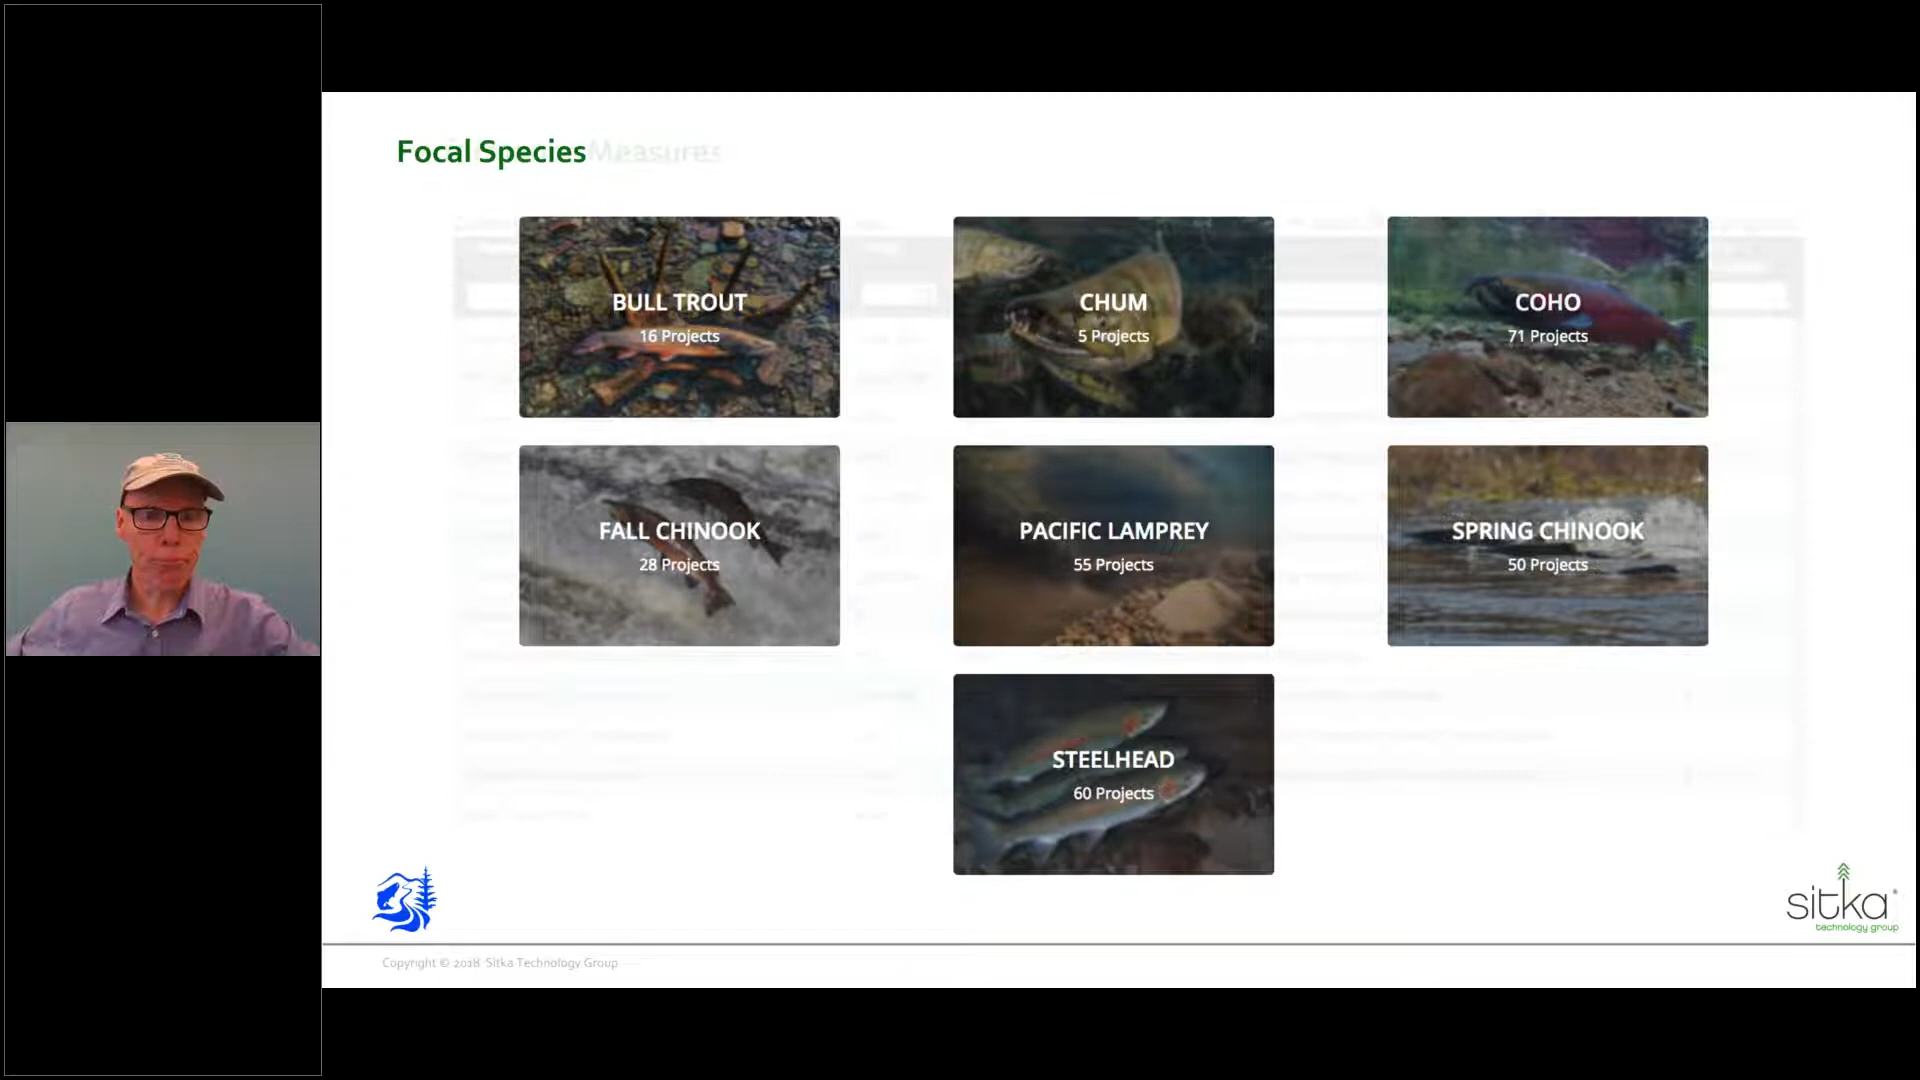 Focal Species Measures
BULL TROUT
16 Projects
CHUM
5 Projects
COHO
71 Projects
FALL CHINOOK
28 Projects
PACIFIC LAMPREY
55 Projects
SPRING CHINOOK
50 Projects
STEELHEAD
60 Projects
sitka
technology group
Copyright © 2018 Sitka Technology Group